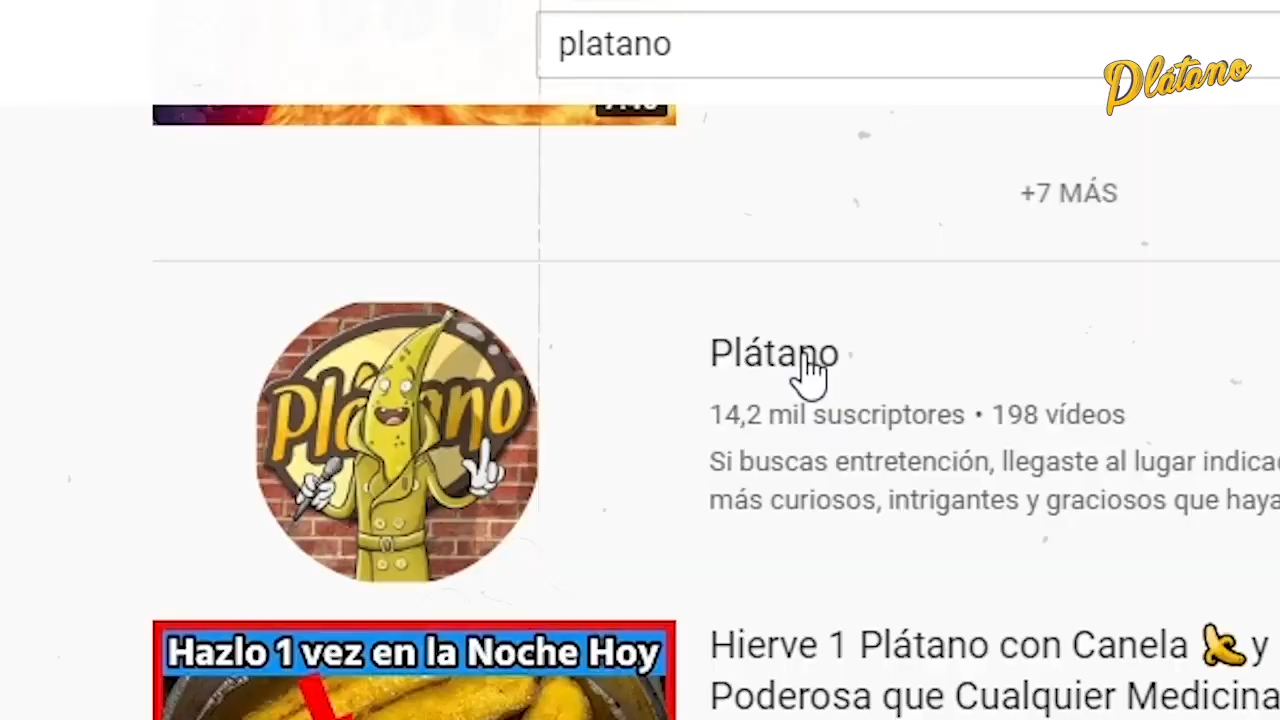 platano
Plátano
+7 MÁS
Plátano
Plátano
14,2 mil suscriptores • 198 vídeos
Si buscas entretención, llegaste al lugar
más curiosos, intrigantes y graciosos que
Hazlo 1 vez en la Noche Hoy
Hierve 1 Plátano con Canela 🍌 y
Poderosa que Cualquier Medicina